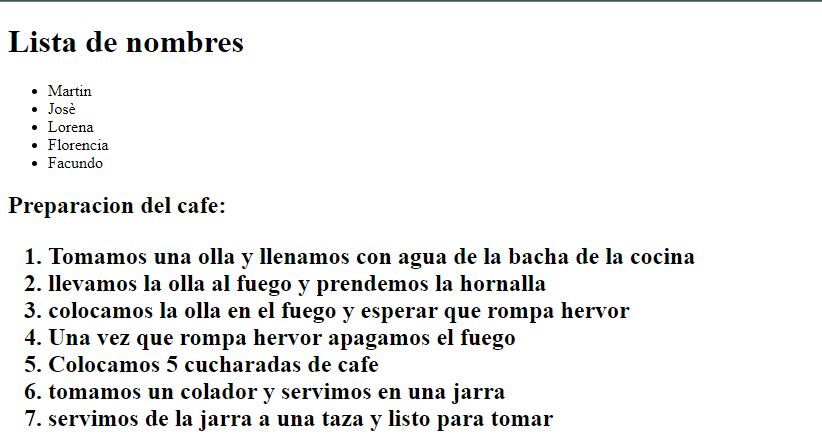 Lista de nombres
• Martin
• Josè
• Lorena
• Florencia
• Facundo
Preparacion del cafe:
1. Tomamos una olla y llenamos con agua de la bacha de la cocina
2. llevamos la olla al fuego y prendemos la hornalla
3. colocamos la olla en el fuego y esperar que rompa hervor
4. Una vez que rompa hervor apagamos el fuego
5. Colocamos 5 cucharadas de cafe
6. tomamos un colador y servimos en una jarra
7. servimos de la jarra a una taza y listo para tomar